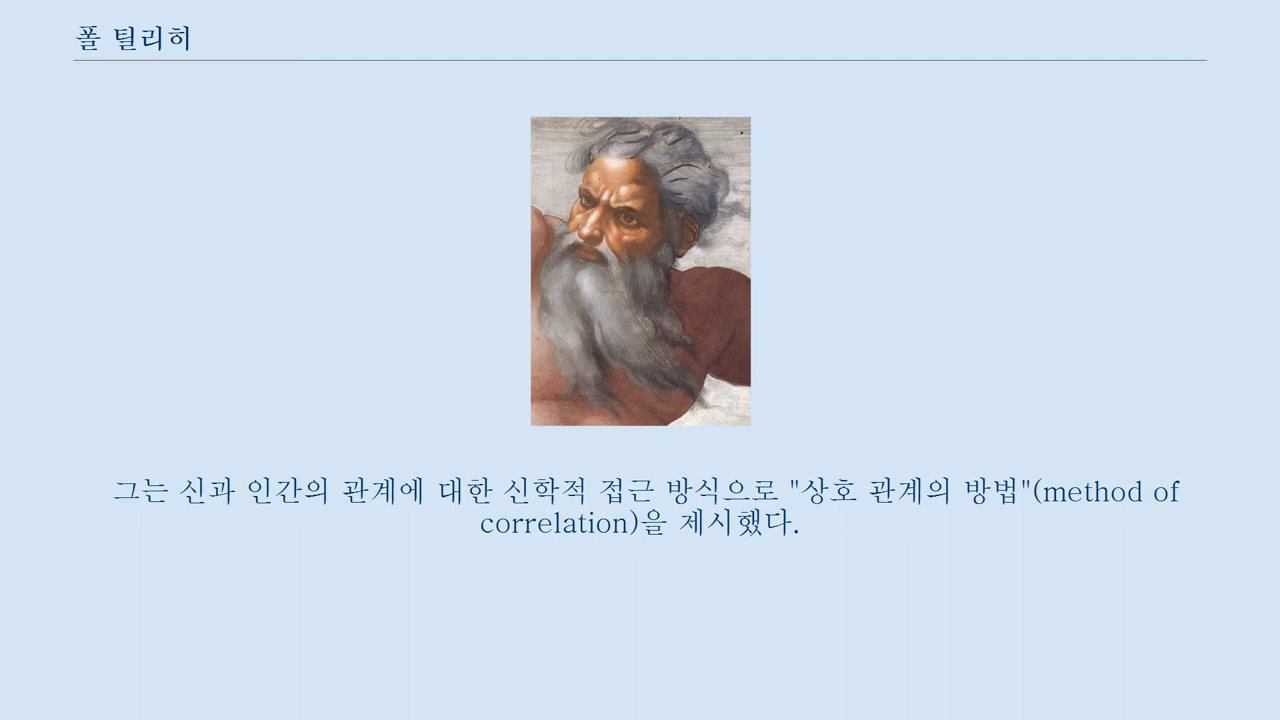 폴 틸리히
그는 신과 인간의 관계에 대한 신학적 접근 방식으로 "상호 관계의 방법"(method of
correlation)을 제시했다.